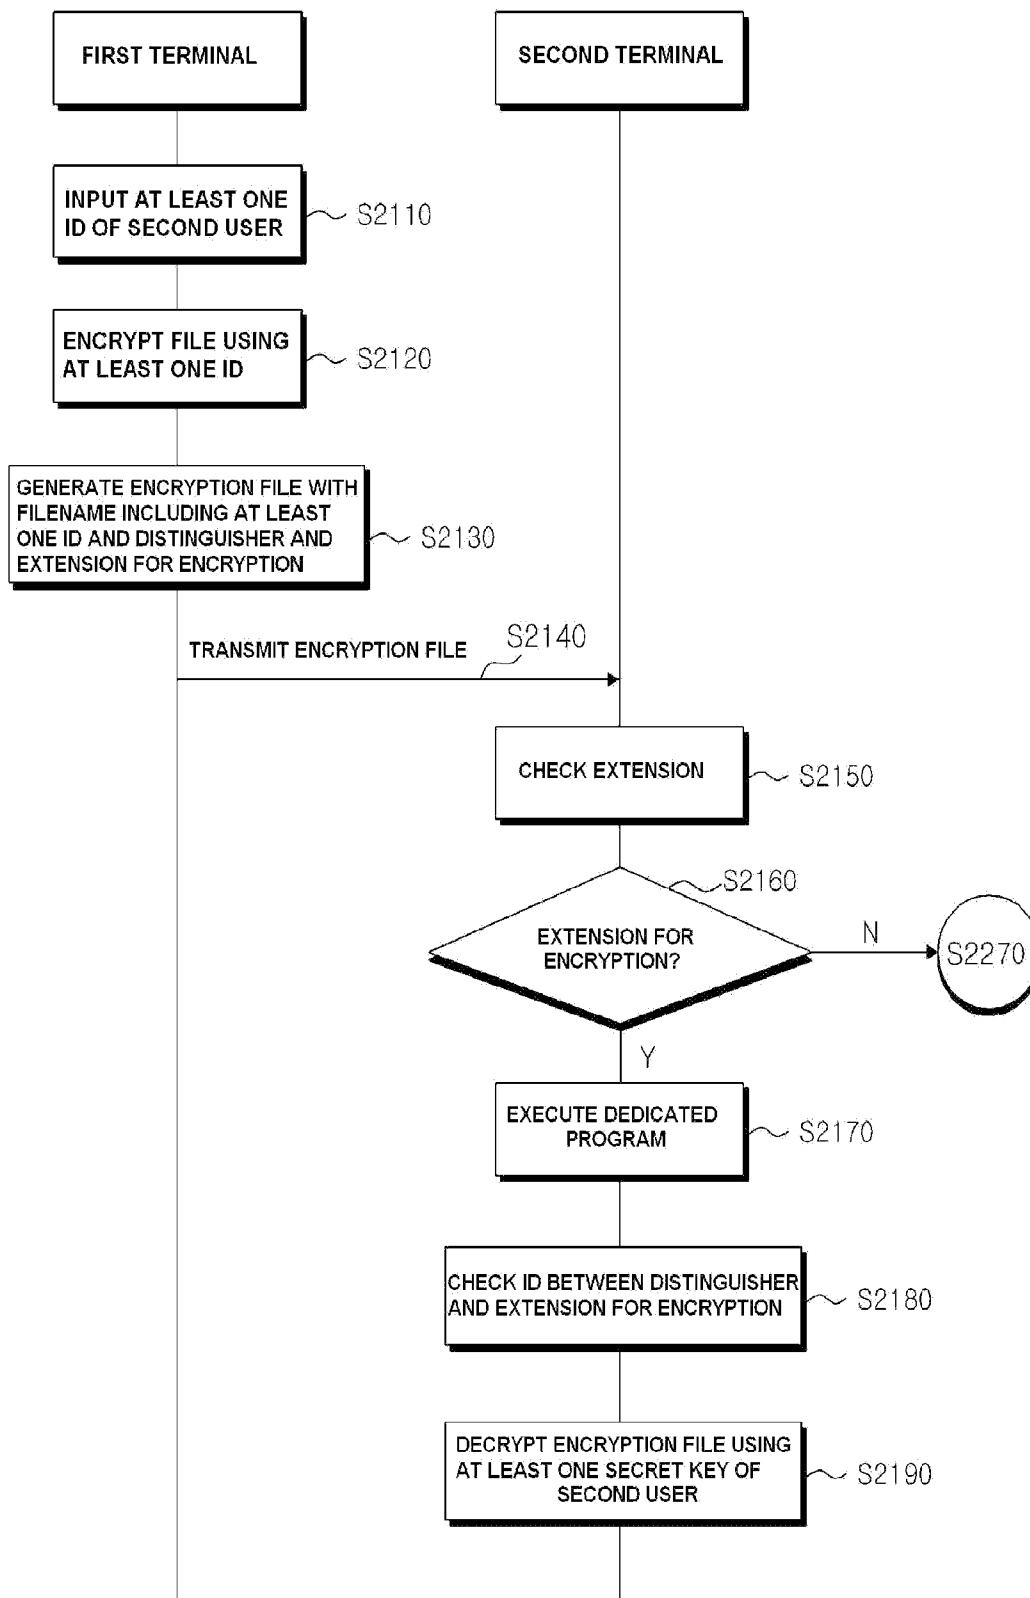 FIRST TERMINAL
SECOND TERMINAL
INPUT AT LEAST ONE
ID OF SECOND USER
S2110
ENCRYPT FILE USING
AT LEAST ONE ID
S2120
GENERATE ENCRYPTION FILE WITH
FILENAME INCLUDING AT LEAST
ONE ID AND DISTINGUISHER AND
EXTENSION FOR ENCRYPTION
S2130
TRANSMIT ENCRYPTION FILE
S2140
CHECK EXTENSION
S2150
S2160
EXTENSION FOR
ENCRYPTION?
N
S2270
Y
EXECUTE DEDICATED
PROGRAM
S2170
CHECK ID BETWEEN DISTINGUISHER
AND EXTENSION FOR ENCRYPTION
S2180
DECRYPT ENCRYPTION FILE USING
AT LEAST ONE SECRET KEY OF
SECOND USER
S2190